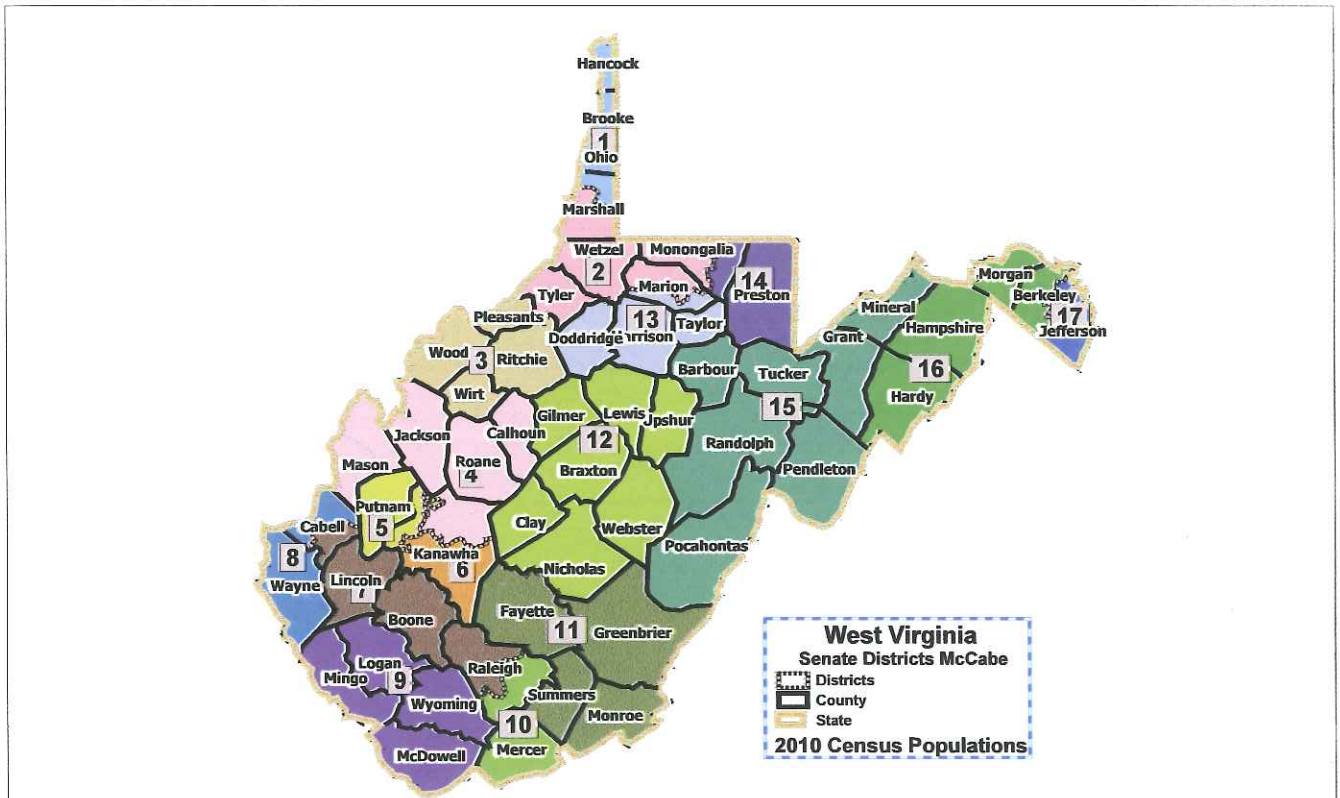 Hancock
Brooke
1
Ohio
Marshall
Wetzel
Monongalia
2
Marion
14
Preston
Tyler
Pleasants
13
Taylor
Doddridge
rrison
Wood
3
Ritchie
Wirt
Barbour
Tucker
Mineral
Grant
Hampshire
Morgan
Berkeley
17
Jefferson
16
Hardy
Gilmer
Lewis
Jpshur
15
Jackson
Calhoun
12
Randolph
Mason
Roane
4
Braxton
Pendleton
Putnam
5
Cabell
Clay
Webster
Kanawha
6
Pocahontas
8
Wayne
Lincoln
7
Nicholas
Boone
Fayette
11
Greenbrier
Raleigh
Logan
Mingo
9
Wyoming
Summers
Monroe
10
Mercer
McDowell
West Virginia
Senate Districts McCabe
Districts
County
State
2010 Census Populations